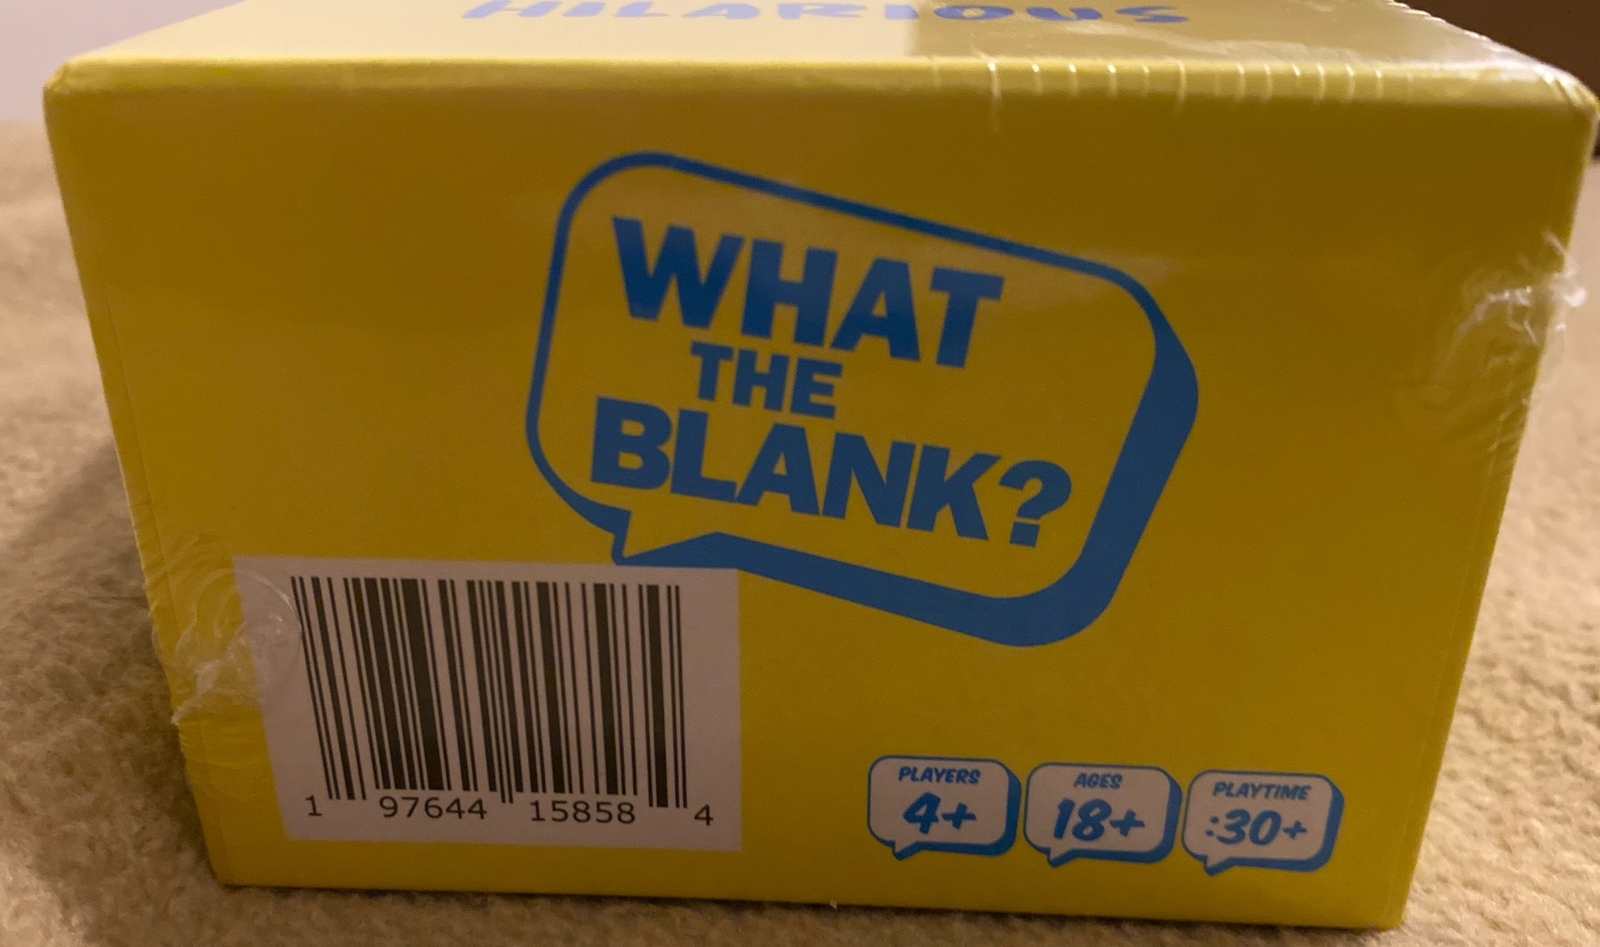 HILARIOUS
WHAT
THE
BLANK?
1 97644 15858 4
PLAYERS
4+
AGES
18+
PLAYTIME
:30+